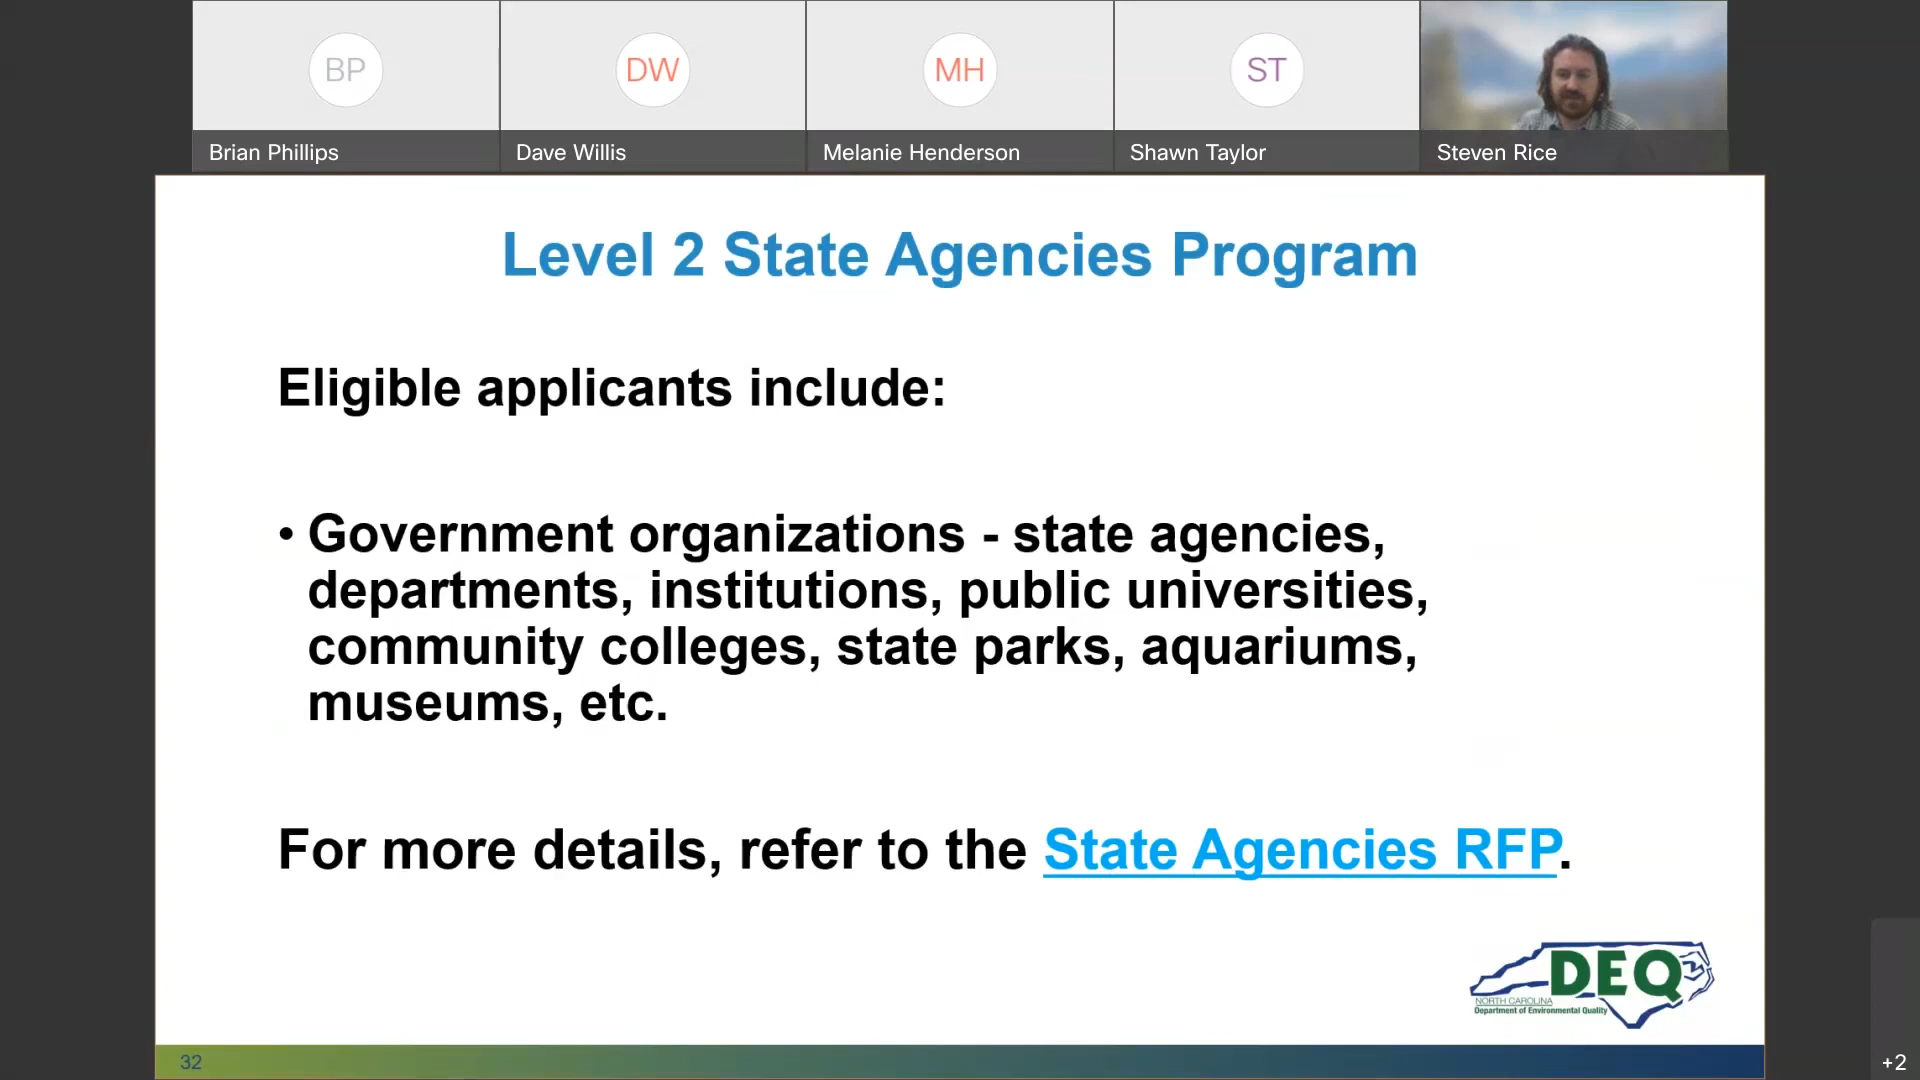 BP
DW
MH
ST
Brian Phillips
Dave Willis
Melanie Henderson
Shawn Taylor
Steven Rice
Level 2 State Agencies Program
Eligible applicants include:
• Government organizations - state agencies,
departments, institutions, public universities,
community colleges, state parks, aquariums,
museums, etc.
For more details, refer to the State Agencies RFP.
DEQ
NORTH CAROLINA
Department of Environmental Quality
32
+2